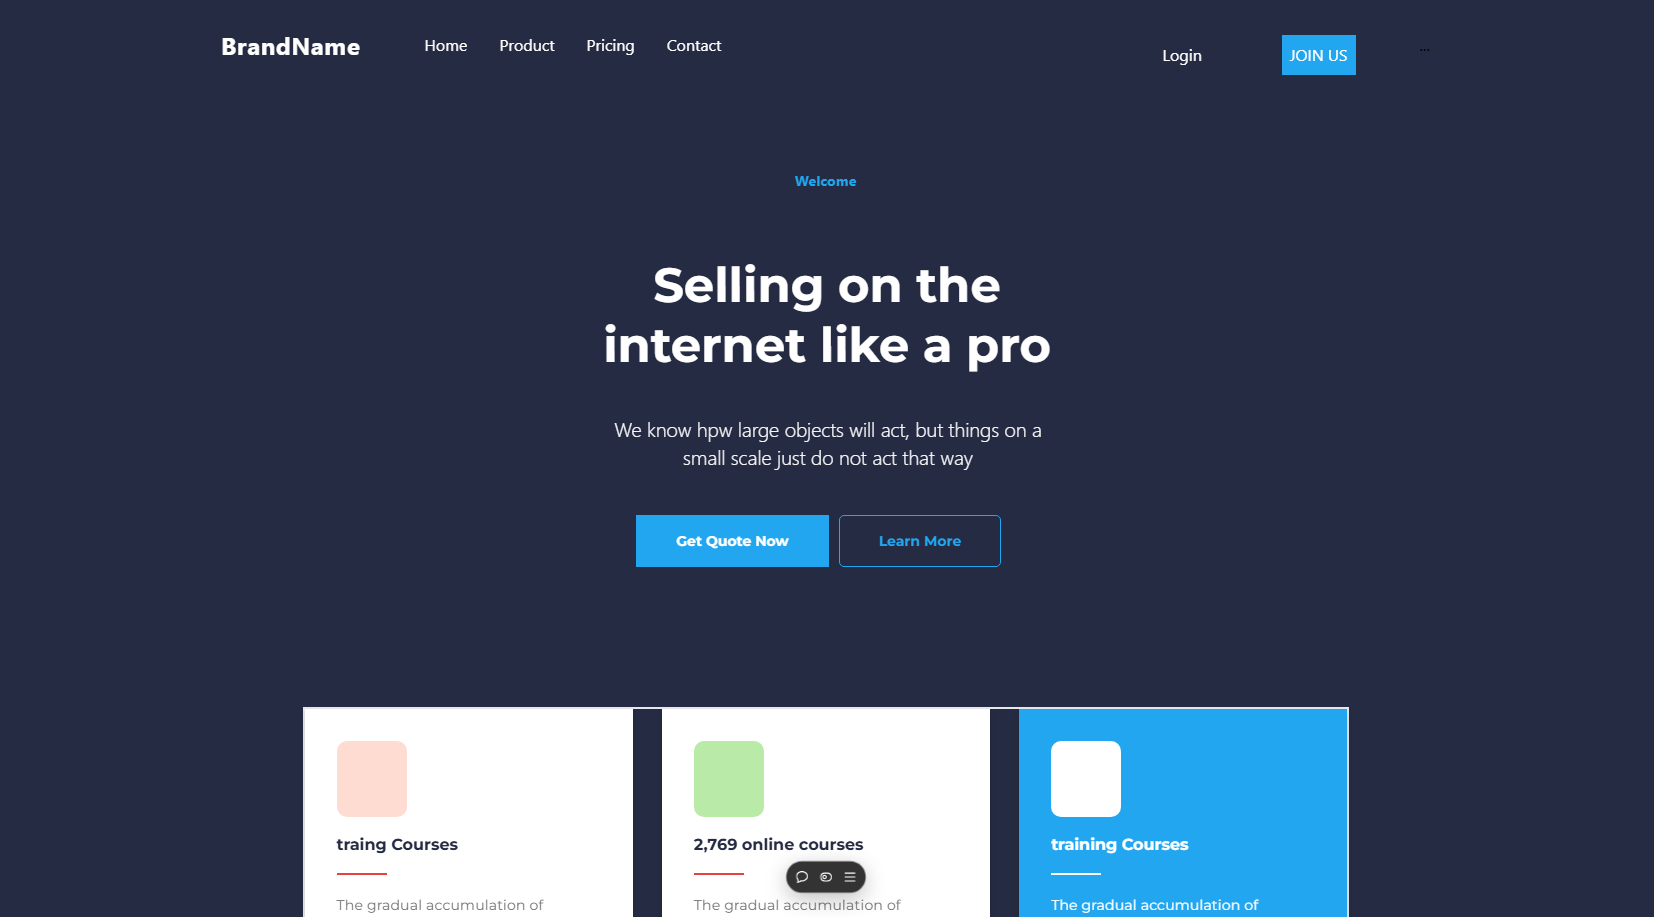 BrandName
Home
Product
Pricing
Contact
Login
JOIN US
...
Welcome
Selling on the
internet like a pro
We know hpw large objects will act, but things on a
small scale just do not act that way
Get Quote Now
Learn More
traing Courses
The gradual accumulation of
2,769 online courses
The gradual accumulation of
training Courses
The gradual accumulation of